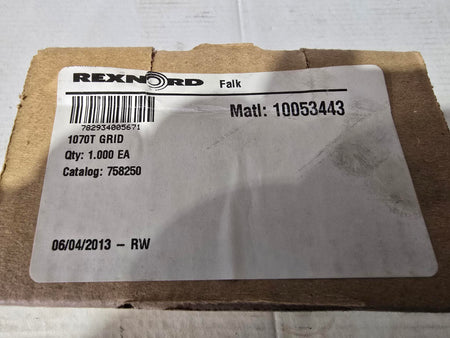 REXNORD Falk
Matl: 10053443
782934005671
1070T GRID
Qty: 1.000 EA
Catalog: 758250
06/04/2013 – RW